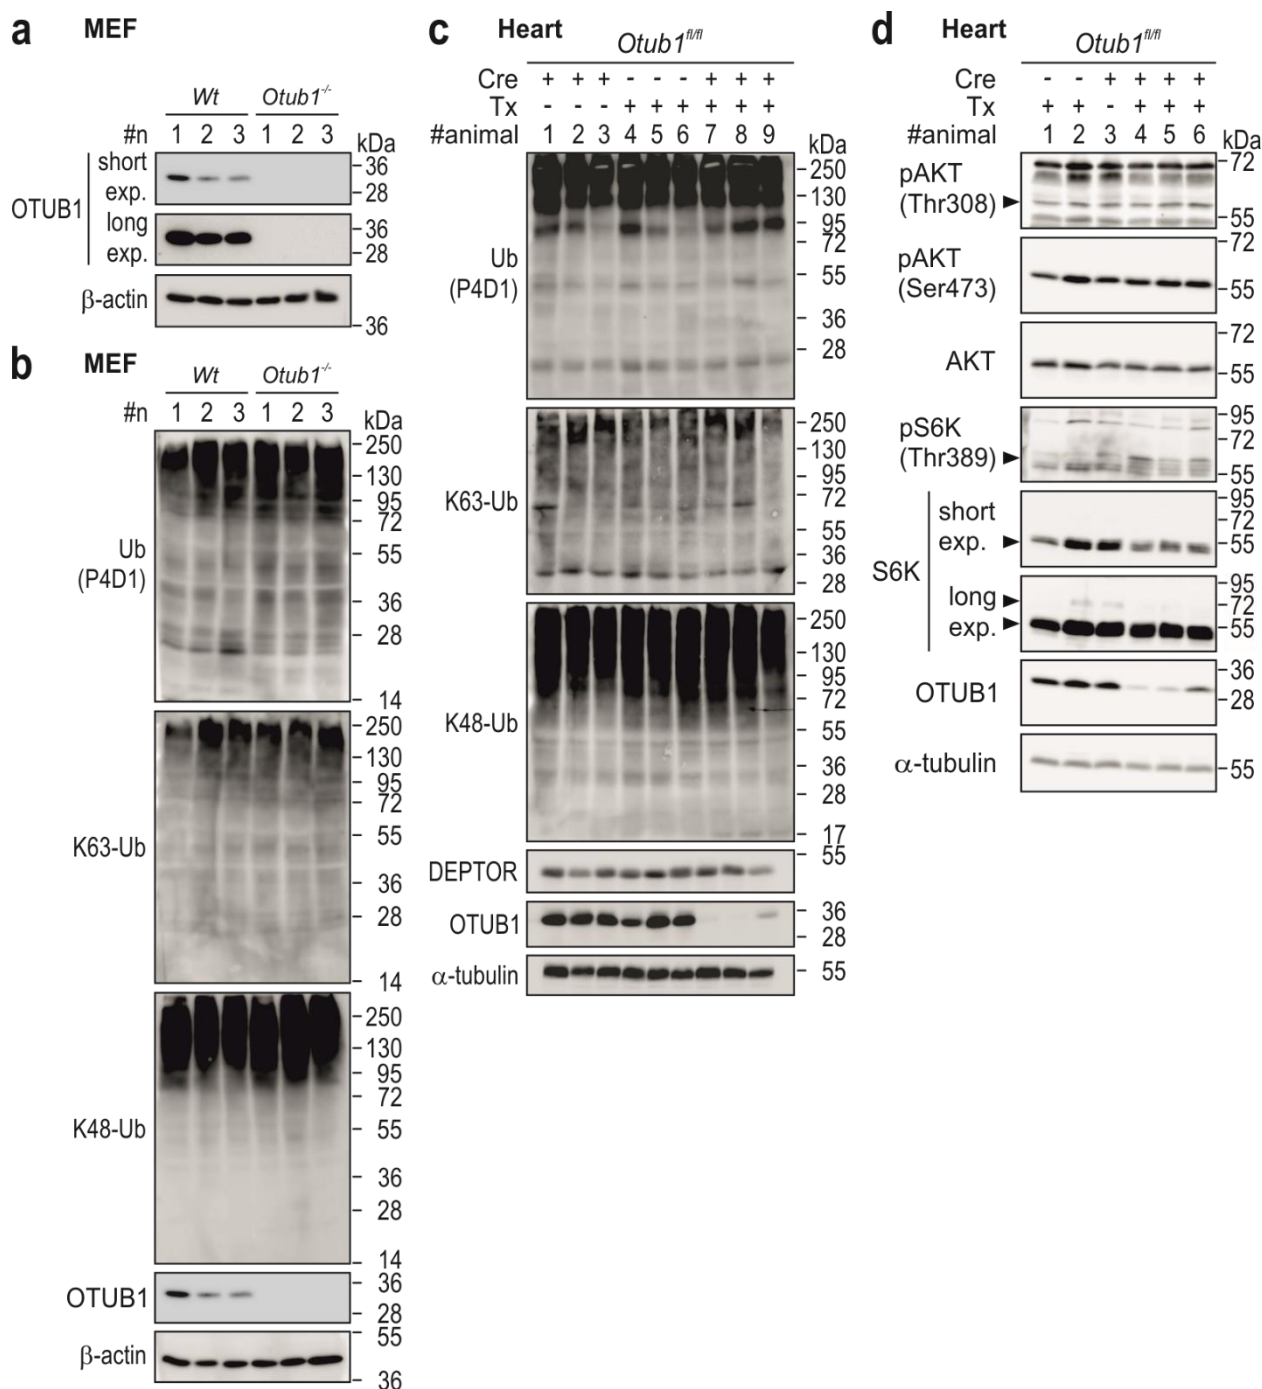 a MEF
Wt Otub1-/-
#n 1 2 3 1 2 3 kDa
OTUB1
short exp.
36
28
long exp.
36
28
β-actin
36
b MEF
Wt Otub1-/-
#n 1 2 3 1 2 3 kDa
Ub (P4D1)
250
130
95
72
55
36
28
14
K63-Ub
250
130
95
72
55
36
28
14
K48-Ub
250
130
95
72
55
36
28
14
OTUB1
36
28
β-actin
55
36
c Heart
Otub1fl/fl
Cre + + + - - - + + +
Tx - - - + + + + + +
#animal 1 2 3 4 5 6 7 8 9 kDa
Ub (P4D1)
250
130
95
72
55
36
28
K63-Ub
250
130
95
72
55
36
28
K48-Ub
250
130
95
72
55
36
28
17
DEPTOR
55
OTUB1
36
28
α-tubulin
55
d Heart
Otub1fl/fl
Cre - - + + + +
Tx + + - + + +
#animal 1 2 3 4 5 6 kDa
pAKT (Thr308)
72
55
pAKT (Ser473)
72
55
AKT
72
55
pS6K (Thr389)
95
72
55
S6K
short exp.
95
72
55
long exp.
95
72
55
OTUB1
36
28
α-tubulin
55